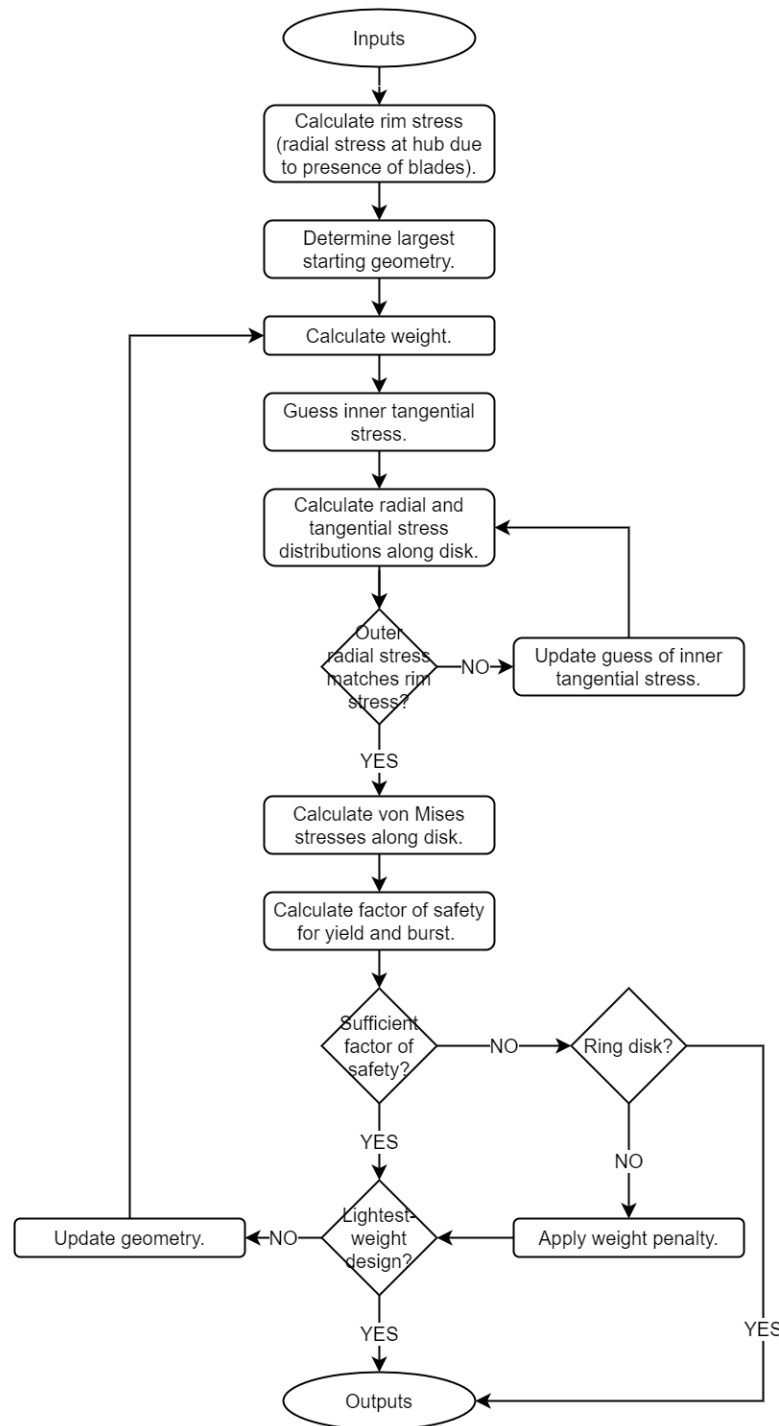 Inputs
Calculate rim stress
(radial stress at hub due
to presence of blades).
Determine largest
starting geometry.
Calculate weight.
Guess inner tangential
stress.
Calculate radial and
tangential stress
distributions along disk.
Outer
radial stress
matches rim
stress?
NO
Update guess of inner
tangential stress.
YES
Calculate von Mises
stresses along disk.
Calculate factor of safety
for yield and burst.
Sufficient
factor of
safety?
NO
Ring disk?
YES
NO
Update geometry.
NO
Lightest-
weight
design?
Apply weight penalty.
YES
YES
Outputs